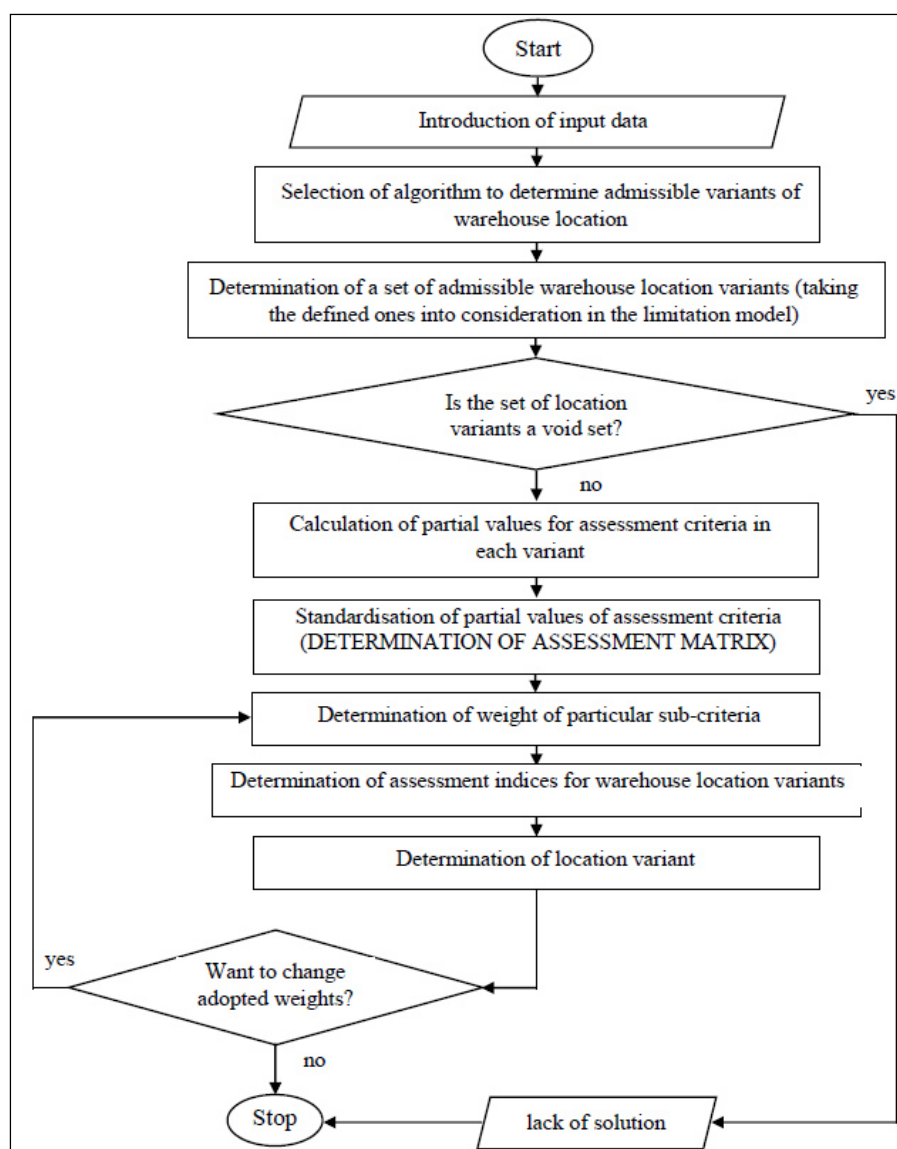 Start
Introduction of input data
Selection of algorithm to determine admissible variants of
warehouse location
Determination of a set of admissible warehouse location variants (taking
the defined ones into consideration in the limitation model)
yes
Is the set of location
variants a void set?
no
Calculation of partial values for assessment criteria in
each variant
Standardisation of partial values of assessment criteria
(DETERMINATION OF ASSESSMENT MATRIX)
Determination of weight of particular sub-criteria
Determination of assessment indices for warehouse location variants
Determination of location variant
yes
Want to change
adopted weights?
no
Stop
lack of solution